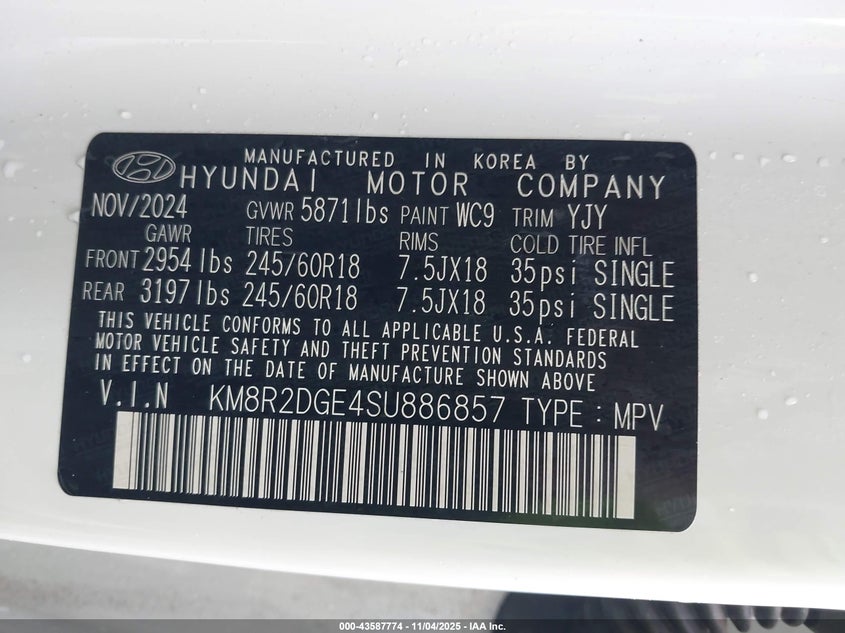 MANUFACTURED IN KOREA BY
HYUNDAI MOTOR COMPANY
NOV/2024 GVWR 5871lbs PAINT WC9 TRIM YJY
GAWR TIRES RIMS COLD TIRE INFL
FRONT 2954lbs 245/60R18 7.5JX18 35psi SINGLE
REAR 3197lbs 245/60R18 7.5JX18 35psi SINGLE
THIS VEHICLE CONFORMS TO ALL APPLICABLE U.S.A. FEDERAL
MOTOR VEHICLE SAFETY AND THEFT PREVENTION STANDARDS
IN EFFECT ON THE DATE OF MANUFACTURE SHOWN ABOVE
V.I.N KM8R2DGE4SU886857 TYPE : MPV
000-43587774 - 11/04/2025 - IAA Inc.